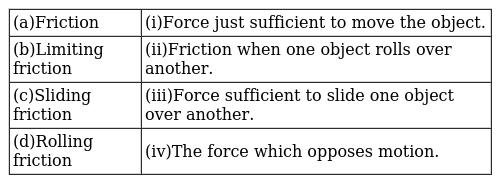 (a)Friction
(i)Force just sufficient to move the object.
(b)Limiting
friction
(ii)Friction when one object rolls over
another.
(c)Sliding
friction
(iii)Force sufficient to slide one object
over another.
(d)Rolling
friction
(iv)The force which opposes motion.